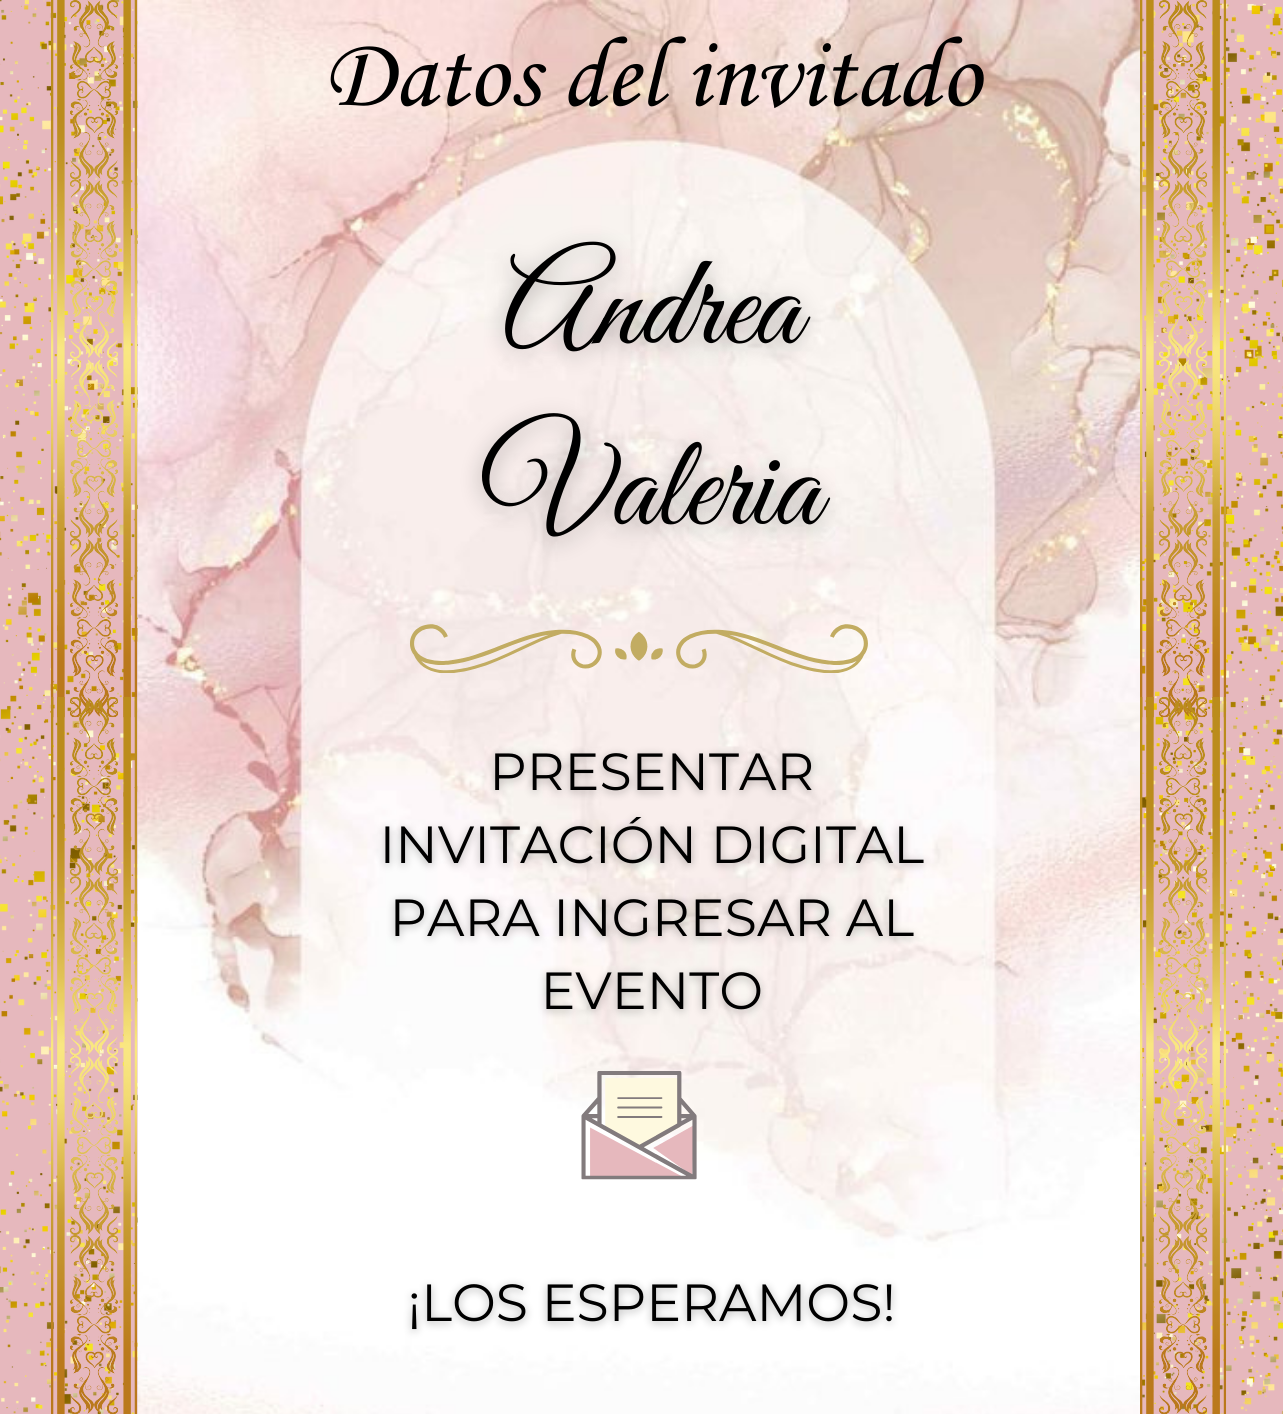 Datos del invitado
Andrea
Valeria
PRESENTAR
INVITACIÓN DIGITAL
PARA INGRESAR AL
EVENTO
¡LOS ESPERAMOS!